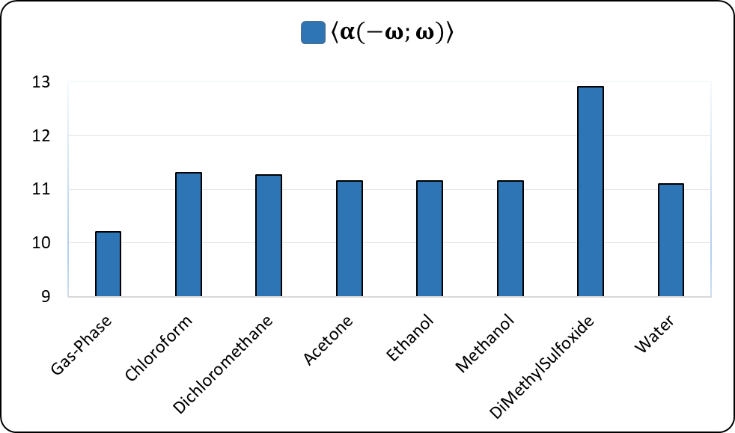 ⟨α(−ω; ω)⟩
13
12
11
10
9
Gas-Phase
Chloroform
Dichloromethane
Acetone
Ethanol
Methanol
DiMethylSulfoxide
Water